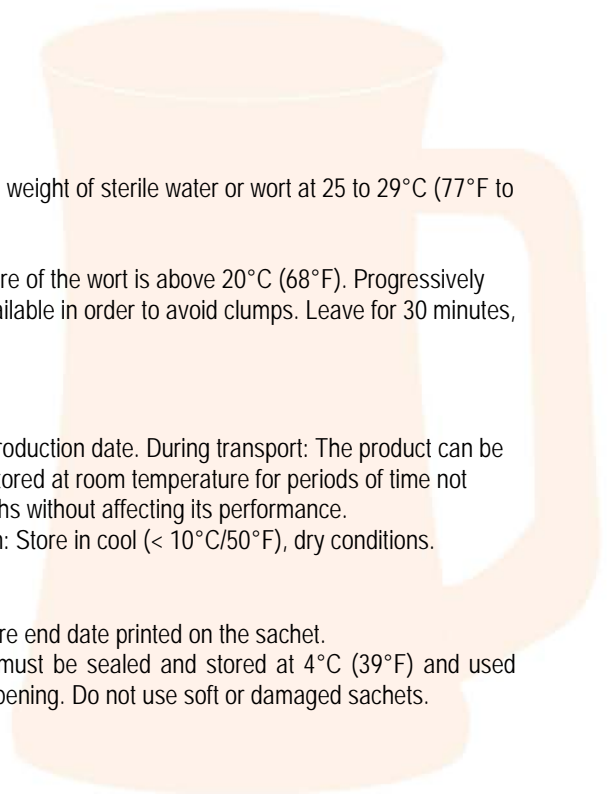 weight of sterile water or wort at 25 to 29°C (77°F to
re of the wort is above 20°C (68°F). Progressively
ailable in order to avoid clumps. Leave for 30 minutes,
roduction date. During transport: The product can be
tored at room temperature for periods of time not
hs without affecting its performance.
n: Store in cool (< 10°C/50°F), dry conditions.
re end date printed on the sachet.
must be sealed and stored at 4°C (39°F) and used
pening. Do not use soft or damaged sachets.